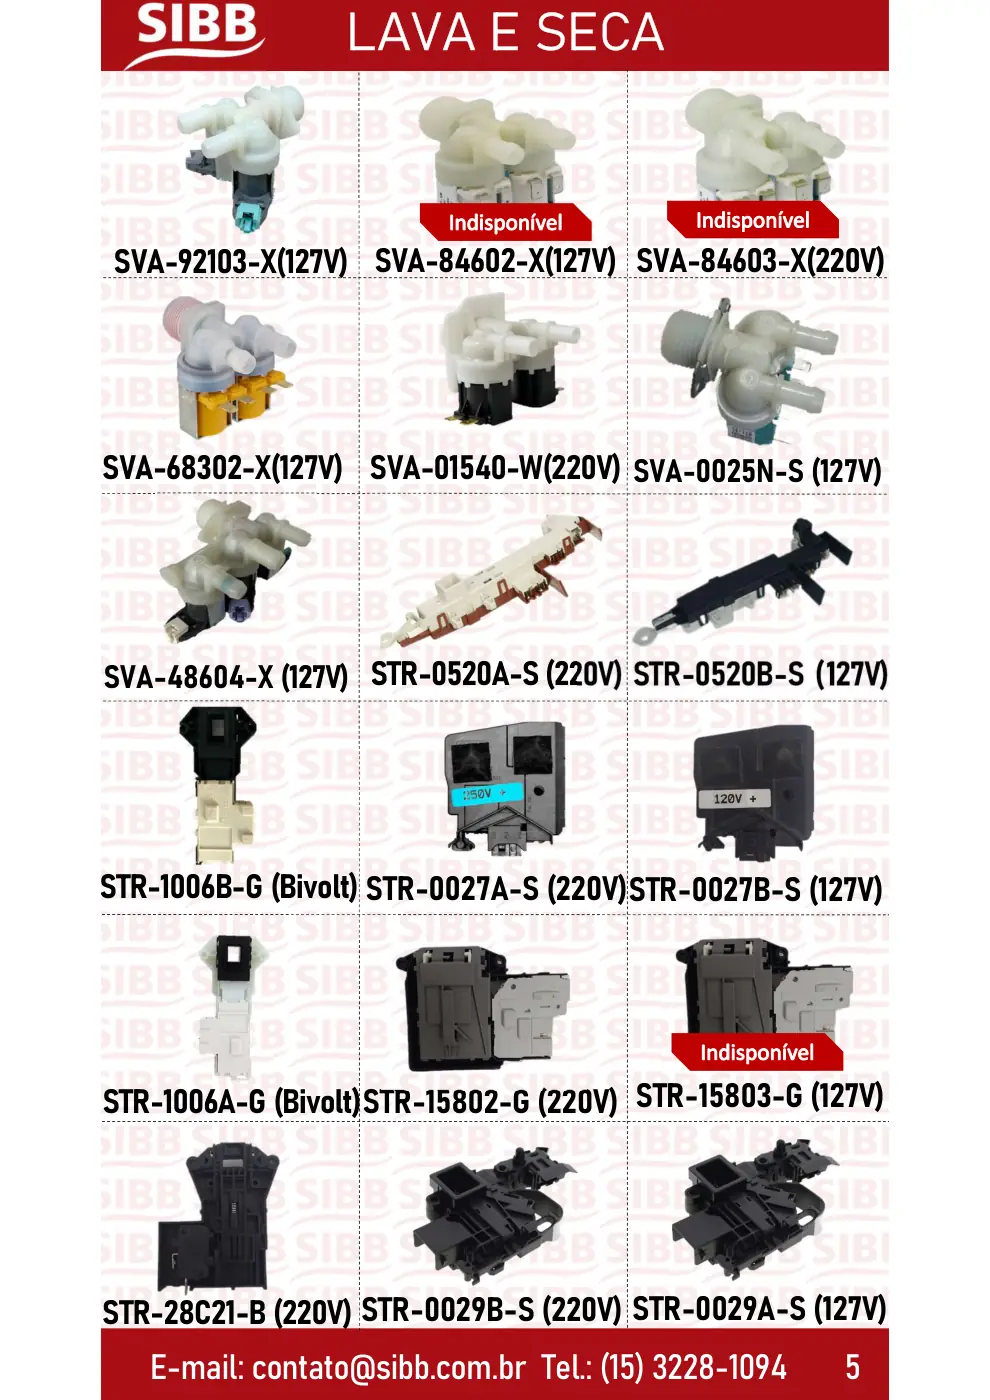 SIBB LAVA E SECA
Indisponível
Indisponível
SVA-92103-X(127V) SVA-84602-X(127V) SVA-84603-X(220V)
SVA-68302-X(127V) SVA-01540-W(220V) SVA-0025N-S (127V)
SVA-48604-X (127V) STR-0520A-S (220V) STR-0520B-S (127V)
250V +
120V +
STR-1006B-G (Bivolt) STR-0027A-S (220V) STR-0027B-S (127V)
Indisponível
STR-1006A-G (Bivolt) STR-15802-G (220V) STR-15803-G (127V)
STR-28C21-B (220V) STR-0029B-S (220V) STR-0029A-S (127V)
E-mail: contato@sibb.com.br Tel.: (15) 3228-1094 5